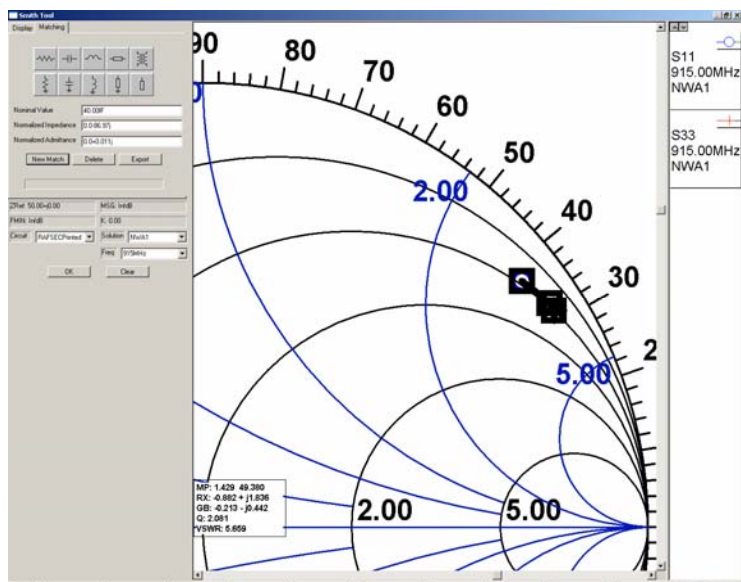 Smith Tool
Display Matching
Nominal Value 40.00fF
Normalized Impedance
Normalized Admittance
New Match Delete Export
ZRef: 50.00+j0.00 MSG: InfdB
FMIN: InfdB K: 0.00
Circuit RAFSECPrinted Solution NWA1
Freq 915MHz
OK Clear
90
80
70
60
50
40
30
2
0
2.00
5.00
2.00
5.00
MP: 1.429 49.380
RX: -0.882 + j1.836
GB: -0.213 - j0.442
Q: 2.081
VSWR: 5.659
S11
915.00MHz
NWA1
S33
915.00MHz
NWA1